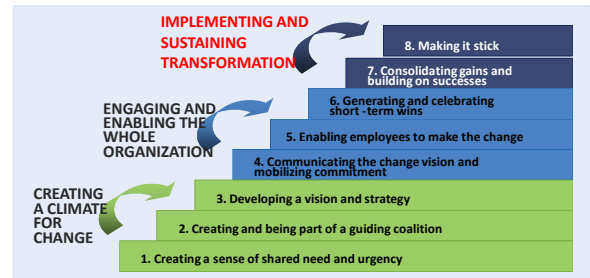 IMPLEMENTING AND
SUSTAINING
TRANSFORMATION
8. Making it stick
7. Consolidating gains and
building on successes
ENGAGING AND
ENABLING THE
WHOLE
ORGANIZATION
6. Generating and celebrating
short -term wins
5. Enabling employees to make the change
4. Communicating the change vision and
mobilizing commitment
CREATING
A CLIMATE
FOR
CHANGE
3. Developing a vision and strategy
2. Creating and being part of a guiding coalition
1. Creating a sense of shared need and urgency